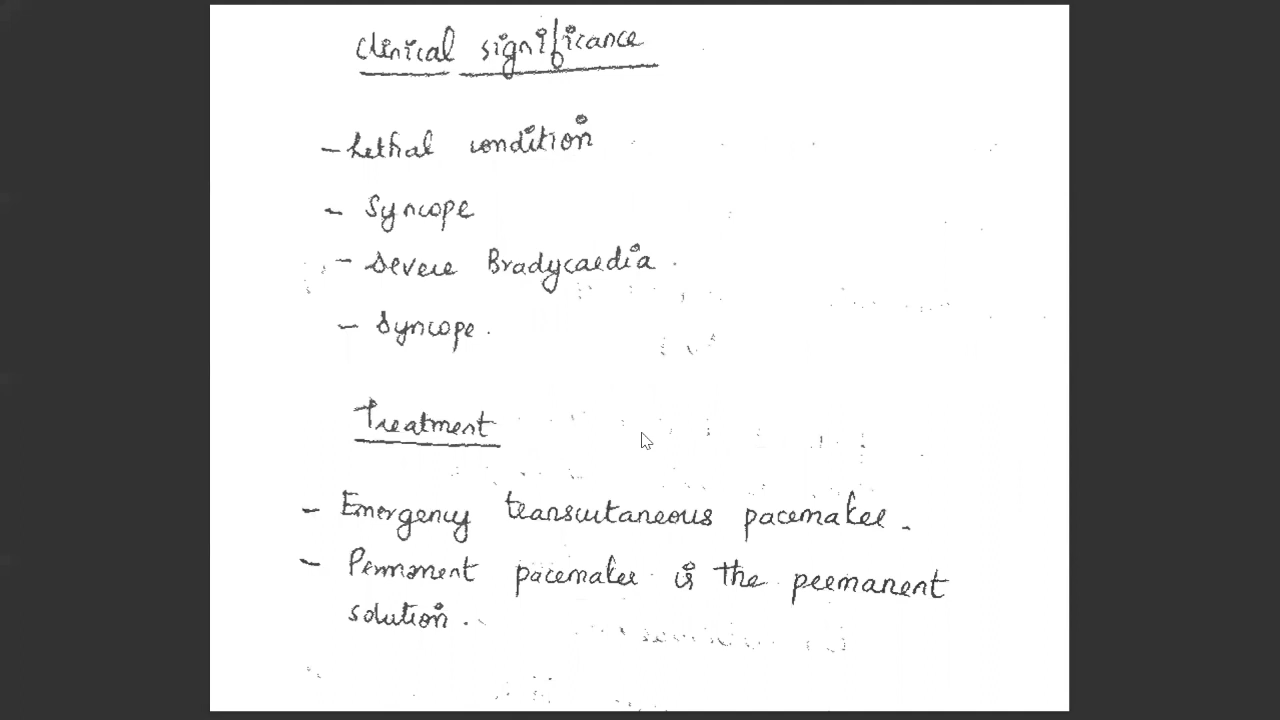 Clinical significance
- Lethal condition
- Syncope
- Severe Bradycardia.
- Syncope.
Treatment
- Emergency transcutaneous pacemaker.
- Permanent pacemaker is the permanent
solution.